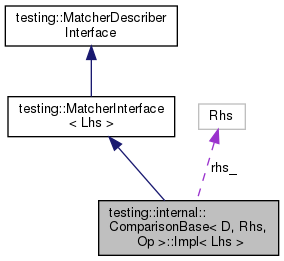 testing::MatcherDescriber
Interface
testing::MatcherInterface
< Lhs >
Rhs
rhs_
testing::internal::
ComparisonBase< D, Rhs,
Op >::Impl< Lhs >